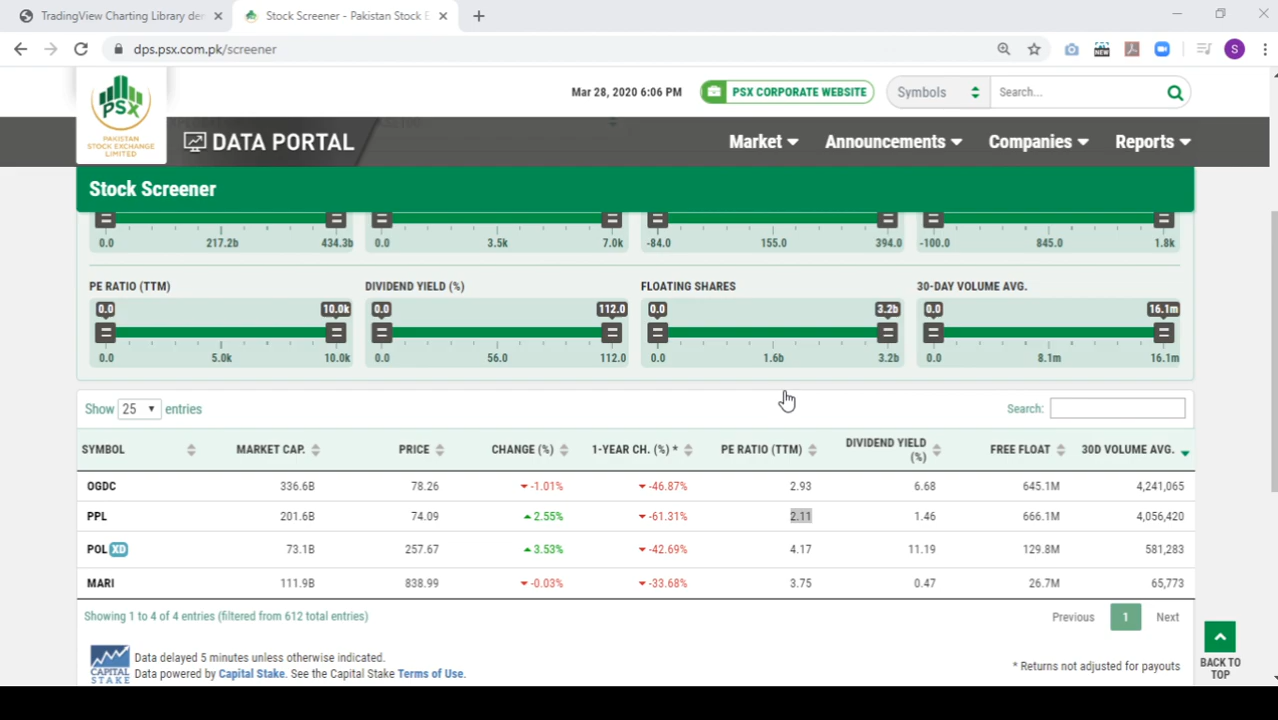 TradingView Charting Library der
Stock Screener - Pakistan Stock E
dps.psx.com.pk/screener
NEW
S
Mar 28, 2020 6:06 PM
PSX CORPORATE WEBSITE
Symbols
Search...
PSX
PAKISTAN
STOCK EXCHANGE
LIMITED
DATA PORTAL
Market
Announcements
Companies
Reports
Stock Screener
0.0 217.2b 434.3b
0.0 3.5k 7.0k
-84.0 155.0 394.0
-100.0 845.0 1.8k
PE RATIO (TTM)
DIVIDEND YIELD (%)
FLOATING SHARES
30-DAY VOLUME AVG.
0.0 10.0k
0.0 112.0
0.0 3.2b
0.0 16.1m
0.0 5.0k 10.0k
0.0 56.0 112.0
0.0 1.6b 3.2b
0.0 8.1m 16.1m
Show 25 entries
Search:
SYMBOL MARKET CAP. PRICE CHANGE (%) 1-YEAR CH. (%) * PE RATIO (TTM) DIVIDEND YIELD (%) FREE FLOAT 30D VOLUME AVG.
OGDC 336.6B 78.26 -1.01% -46.87% 2.93 6.68 645.1M 4,241,065
PPL 201.6B 74.09 2.55% -61.31% 2.11 1.46 666.1M 4,056,420
POL XD 73.1B 257.67 3.53% -42.69% 4.17 11.19 129.8M 581,283
MARI 111.9B 838.99 -0.03% -33.68% 3.75 0.47 26.7M 65,773
Showing 1 to 4 of 4 entries (filtered from 612 total entries)
Previous 1 Next
CAPITAL
STAKE
Data delayed 5 minutes unless otherwise indicated.
Data powered by Capital Stake. See the Capital Stake Terms of Use.
* Returns not adjusted for payouts
BACK TO
TOP